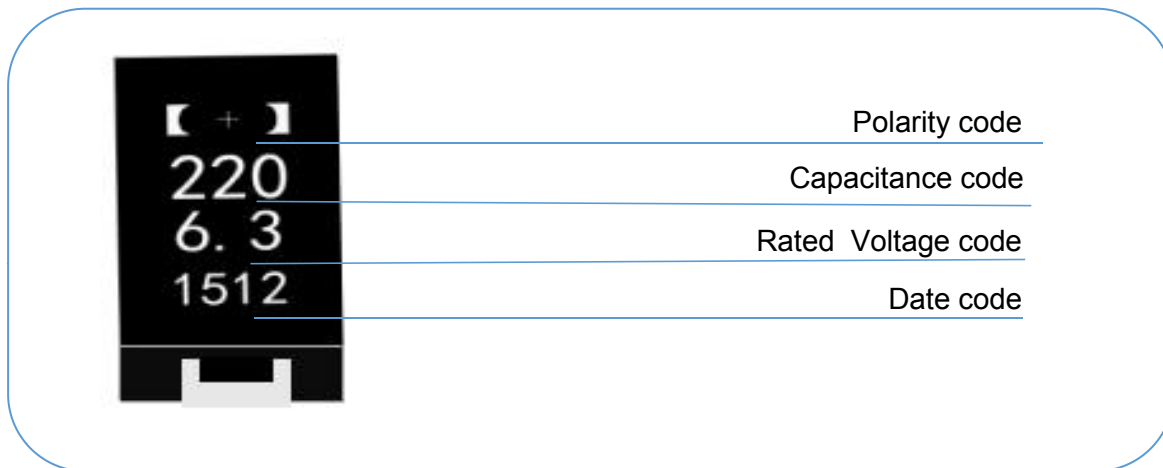 +
Polarity code
220
Capacitance code
6. 3
Rated Voltage code
1512
Date code